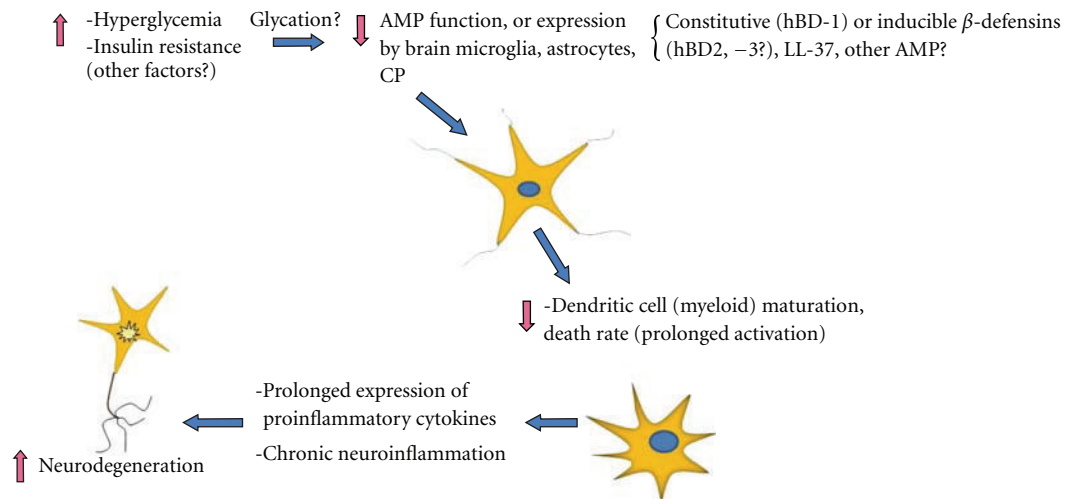 -Hyperglycemia
-Insulin resistance
(other factors?)
Glycation?
AMP function, or expression
by brain microglia, astrocytes,
CP
Constitutive (hBD-1) or inducible β-defensins
(hBD2, −3?), LL-37, other AMP?
-Dendritic cell (myeloid) maturation,
death rate (prolonged activation)
-Prolonged expression of
proinflammatory cytokines
-Chronic neuroinflammation
Neurodegeneration